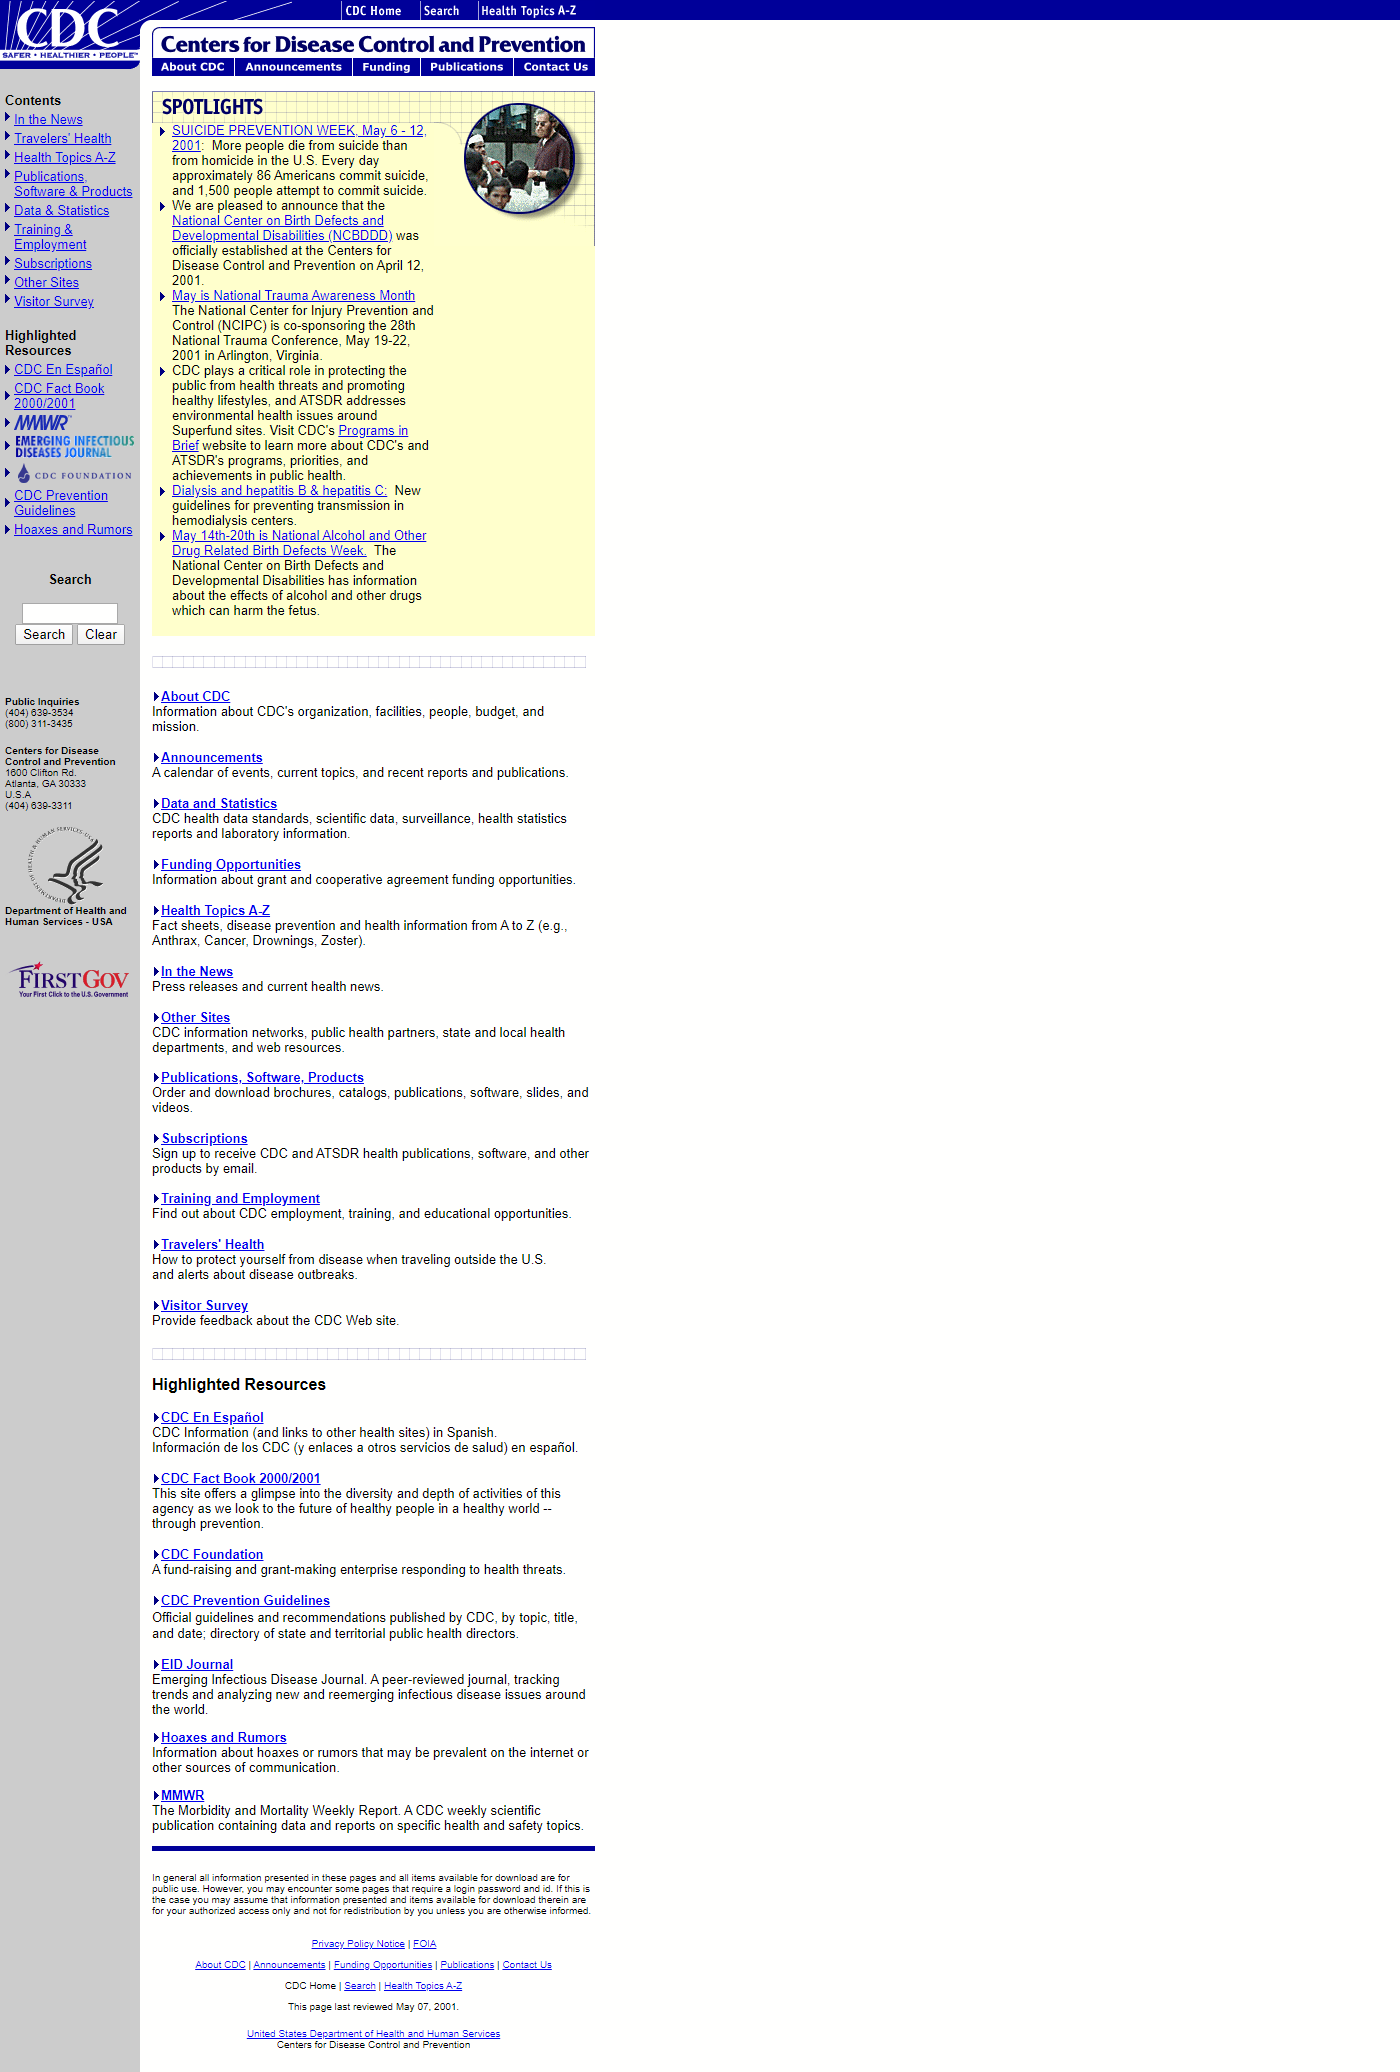 CDC
SAFER • HEALTHIER • PEOPLE™
CDC Home
Search
Health Topics A-Z
Centers for Disease Control and Prevention
About CDC
Announcements
Funding
Publications
Contact Us
Contents
In the News
Travelers' Health
Health Topics A-Z
Publications,
Software & Products
Data & Statistics
Training &
Employment
Subscriptions
Other Sites
Visitor Survey
Highlighted
Resources
CDC En Español
CDC Fact Book
2000/2001
MMWR™
EMERGING INFECTIOUS
DISEASES JOURNAL
CDC FOUNDATION
CDC Prevention
Guidelines
Hoaxes and Rumors
Search
Search Clear
Public Inquiries
(404) 639-3534
(800) 311-3435
Centers for Disease
Control and Prevention
1600 Clifton Rd.
Atlanta, GA 30333
U.S.A
(404) 639-3311
DEPARTMENT OF HEALTH & HUMAN SERVICES • USA
Department of Health and
Human Services - USA
FIRSTGOV
Your First Click to the U.S. Government
SPOTLIGHTS
SUICIDE PREVENTION WEEK, May 6 - 12,
2001:  More people die from suicide than
from homicide in the U.S. Every day
approximately 86 Americans commit suicide,
and 1,500 people attempt to commit suicide.
We are pleased to announce that the
National Center on Birth Defects and
Developmental Disabilities (NCBDDD) was
officially established at the Centers for
Disease Control and Prevention on April 12,
2001.
May is National Trauma Awareness Month
The National Center for Injury Prevention and
Control (NCIPC) is co-sponsoring the 28th
National Trauma Conference, May 19-22,
2001 in Arlington, Virginia.
CDC plays a critical role in protecting the
public from health threats and promoting
healthy lifestyles, and ATSDR addresses
environmental health issues around
Superfund sites. Visit CDC's Programs in
Brief website to learn more about CDC's and
ATSDR's programs, priorities, and
achievements in public health.
Dialysis and hepatitis B & hepatitis C:  New
guidelines for preventing transmission in
hemodialysis centers.
May 14th-20th is National Alcohol and Other
Drug Related Birth Defects Week.  The
National Center on Birth Defects and
Developmental Disabilities has information
about the effects of alcohol and other drugs
which can harm the fetus.
About CDC
Information about CDC's organization, facilities, people, budget, and
mission.
Announcements
A calendar of events, current topics, and recent reports and publications.
Data and Statistics
CDC health data standards, scientific data, surveillance, health statistics
reports and laboratory information.
Funding Opportunities
Information about grant and cooperative agreement funding opportunities.
Health Topics A-Z
Fact sheets, disease prevention and health information from A to Z (e.g.,
Anthrax, Cancer, Drownings, Zoster).
In the News
Press releases and current health news.
Other Sites
CDC information networks, public health partners, state and local health
departments, and web resources.
Publications, Software, Products
Order and download brochures, catalogs, publications, software, slides, and
videos.
Subscriptions
Sign up to receive CDC and ATSDR health publications, software, and other
products by email.
Training and Employment
Find out about CDC employment, training, and educational opportunities.
Travelers' Health
How to protect yourself from disease when traveling outside the U.S.
and alerts about disease outbreaks.
Visitor Survey
Provide feedback about the CDC Web site.
Highlighted Resources
CDC En Español
CDC Information (and links to other health sites) in Spanish.
Información de los CDC (y enlaces a otros servicios de salud) en español.
CDC Fact Book 2000/2001
This site offers a glimpse into the diversity and depth of activities of this
agency as we look to the future of healthy people in a healthy world --
through prevention.
CDC Foundation
A fund-raising and grant-making enterprise responding to health threats.
CDC Prevention Guidelines
Official guidelines and recommendations published by CDC, by topic, title,
and date; directory of state and territorial public health directors.
EID Journal
Emerging Infectious Disease Journal. A peer-reviewed journal, tracking
trends and analyzing new and reemerging infectious disease issues around
the world.
Hoaxes and Rumors
Information about hoaxes or rumors that may be prevalent on the internet or
other sources of communication.
MMWR
The Morbidity and Mortality Weekly Report. A CDC weekly scientific
publication containing data and reports on specific health and safety topics.
In general all information presented in these pages and all items available for download are for
public use. However, you may encounter some pages that require a login password and id. If this is
the case you may assume that information presented and items available for download therein are
for your authorized access only and not for redistribution by you unless you are otherwise informed.
Privacy Policy Notice | FOIA
About CDC | Announcements | Funding Opportunities | Publications | Contact Us
CDC Home | Search | Health Topics A-Z
This page last reviewed May 07, 2001.
United States Department of Health and Human Services
Centers for Disease Control and Prevention